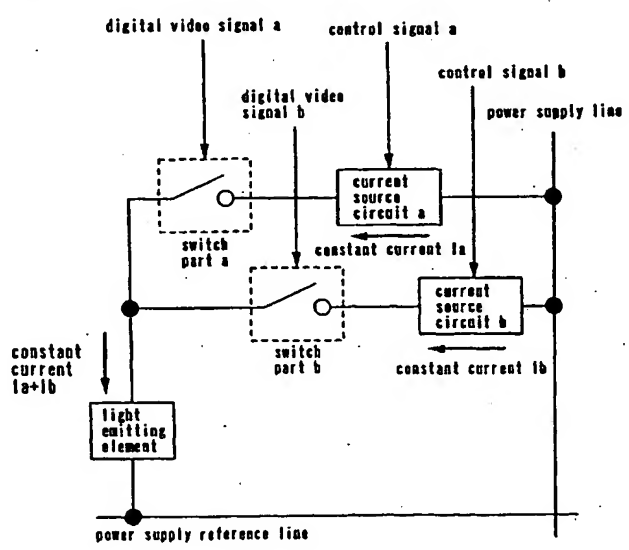 digital video signal a
control signal a
control signal b
digital video
signal b
power supply line
current
source
circuit a
switch
part a
constant current Ia
current
source
circuit b
switch
part b
constant current Ib
constant
current
Ia+Ib
light
emitting
element
power supply reference line